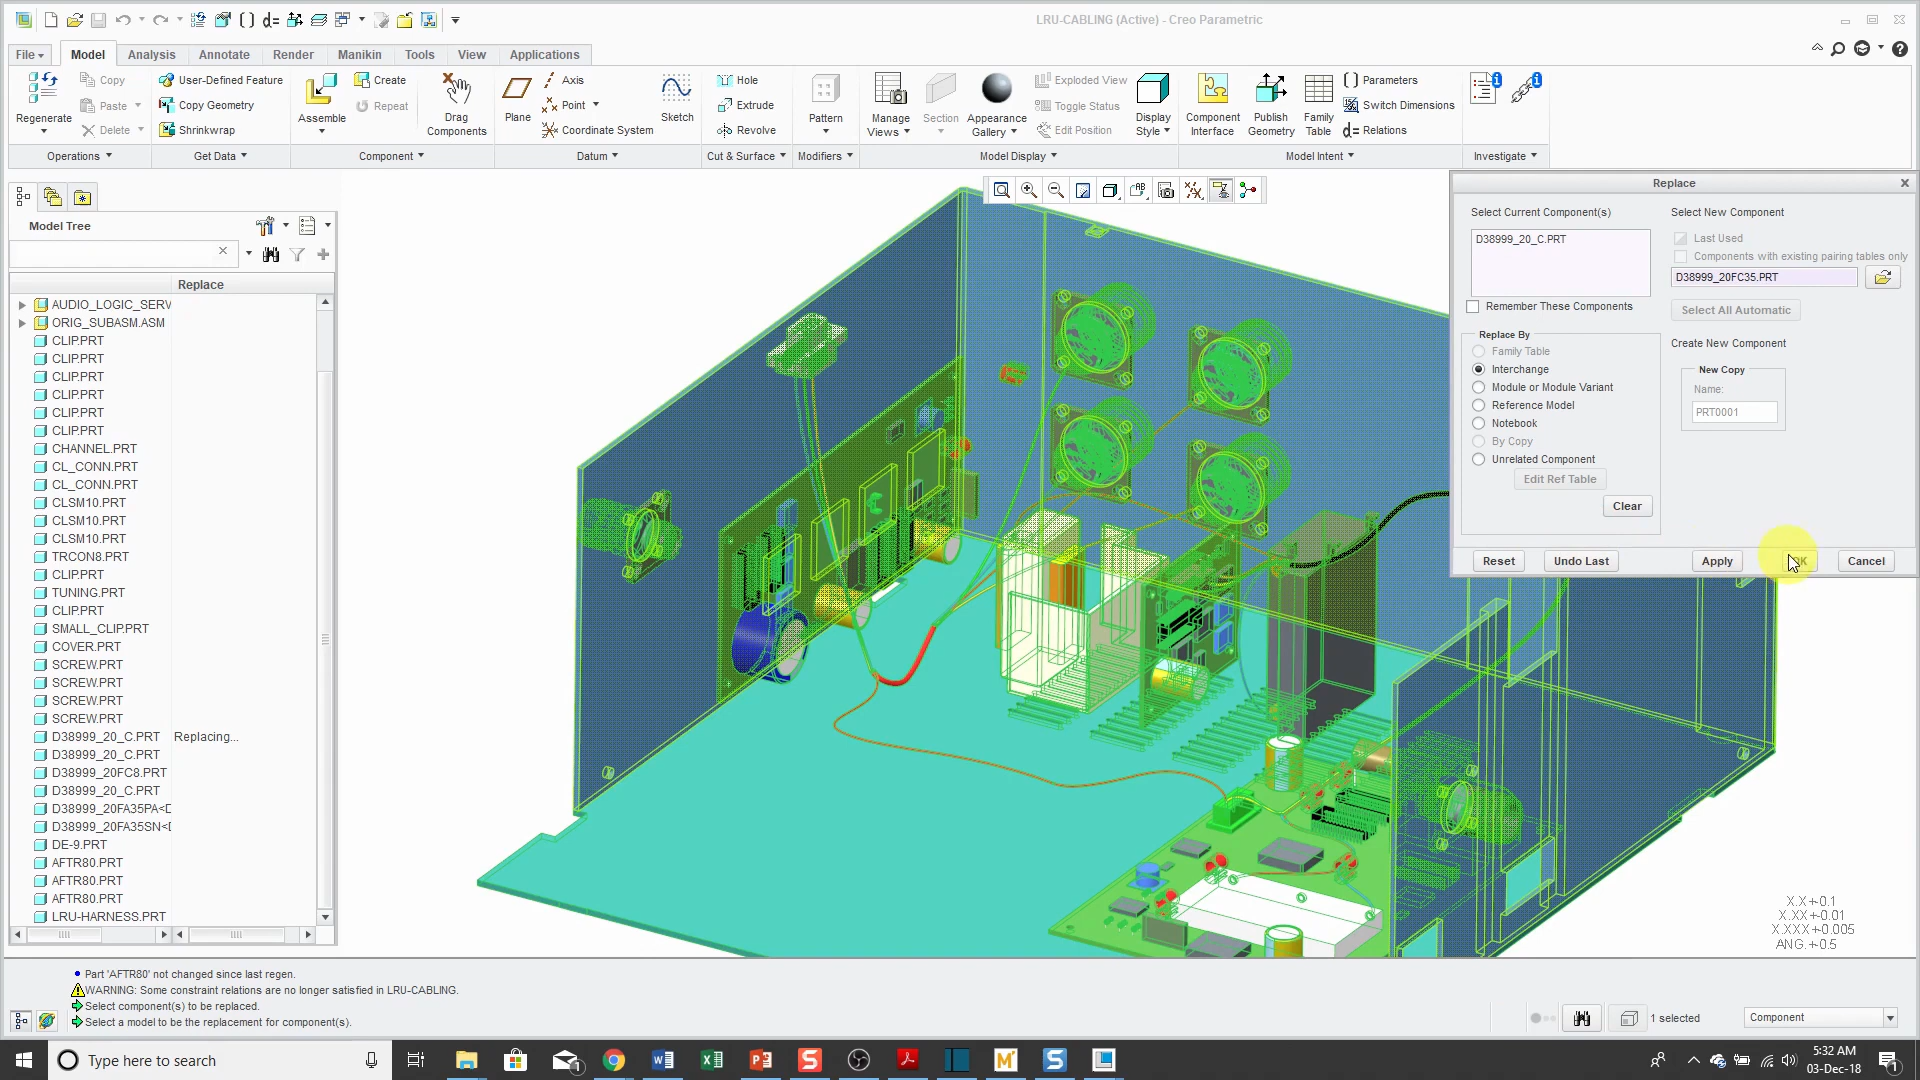 LRU-CABLING (Active) - Creo Parametric
File
Model
Analysis
Annotate
Render
Manikin
Tools
View
Applications
Regenerate
Copy
Paste
Delete
User-Defined Feature
Copy Geometry
Shrinkwrap
Assemble
Create
Repeat
Drag
Components
Plane
Axis
Point
Coordinate System
Sketch
Hole
Extrude
Revolve
Pattern
Manage
Views
Section
Appearance
Gallery
Exploded View
Toggle Status
Edit Position
Display
Style
Component
Interface
Publish
Geometry
Family
Table
Parameters
Switch Dimensions
d= Relations
Operations
Get Data
Component
Datum
Cut & Surface
Modifiers
Model Display
Model Intent
Investigate
Model Tree
Replace
AUDIO_LOGIC_SERV
ORIG_SUBASM.ASM
CLIP.PRT
CLIP.PRT
CLIP.PRT
CLIP.PRT
CLIP.PRT
CLIP.PRT
CHANNEL.PRT
CL_CONN.PRT
CL_CONN.PRT
CLSM10.PRT
CLSM10.PRT
CLSM10.PRT
TRCON8.PRT
CLIP.PRT
TUNING.PRT
CLIP.PRT
SMALL_CLIP.PRT
COVER.PRT
SCREW.PRT
SCREW.PRT
SCREW.PRT
SCREW.PRT
D38999_20_C.PRT Replacing...
D38999_20_C.PRT
D38999_20FC8.PRT
D38999_20_C.PRT
D38999_20FA35PA<D
D38999_20FA35SN<D
DE-9.PRT
AFTR80.PRT
AFTR80.PRT
AFTR80.PRT
LRU-HARNESS.PRT
Replace
Select Current Component(s)
D38999_20_C.PRT
Remember These Components
Select New Component
Last Used
Components with existing pairing tables only
D38999_20FC35.PRT
Select All Automatic
Replace By
Family Table
Interchange
Module or Module Variant
Reference Model
Notebook
By Copy
Unrelated Component
Edit Ref Table
Clear
Create New Component
New Copy
Name:
PRT0001
Reset
Undo Last
Apply
Cancel
X.X+-0.1
X.XX+-0.01
X.XXX+-0.005
ANG.+-0.5
Part 'AFTR80' not changed since last regen.
WARNING: Some constraint relations are no longer satisfied in LRU-CABLING.
Select component(s) to be replaced.
Select a model to be the replacement for component(s).
1 selected
Component
Type here to search
5:32 AM
03-Dec-18